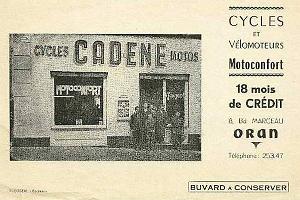 CYCLES
ET
VÉLOMOTEURS
Motoconfort
18 mois
de CRÉDIT
8, Bd MARCEAU
ORAN
Téléphone: 253.47
BUVARD A CONSERVER
CYCLES CADENE MOTOS
MOTOCONFORT